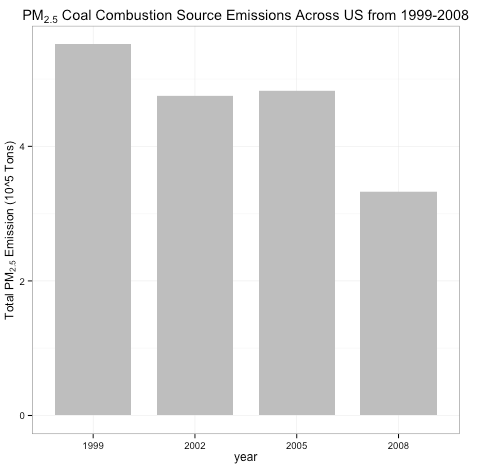 PM2.5 Coal Combustion Source Emissions Across US from 1999-2008
Total PM2.5 Emission (10^5 Tons)
4
2
0
1999 2002 2005 2008
year